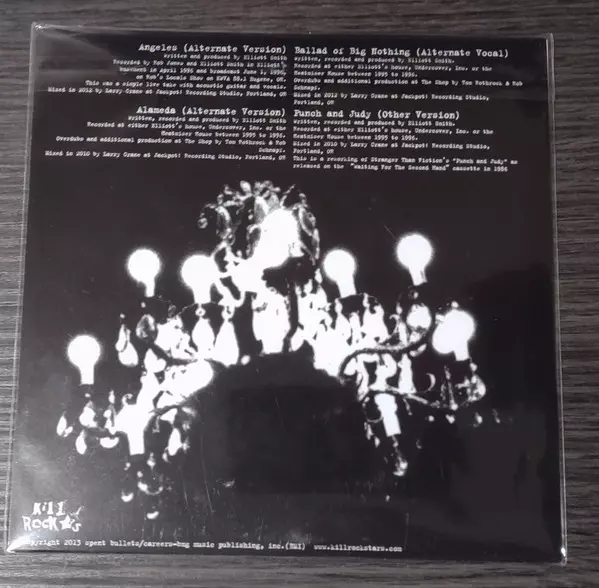 Angeles (Alternate Version)
written and produced by Elliott Smith
Recorded by Rob Jones and Elliott Smith in Elliott's
basement in april 1996 and broadcast June 1, 1996,
on Rob's Sonata Show on KWVA 88.1 Eugene, OR.
This was a single live take with acoustic guitar and vocals.
Mixed in 2012 by Larry Crane at Jackpot! Recording Studio, Portland, OR
Alameda (Alternate Version)
written, recorded and produced by Elliott Smith
Recorded at either Elliott's house, Undercover, Inc. or the
Heatmiser House between 1995 to 1996.
Overdubs and additional production at The Shop by Tom Rothrock & Rob
Schnapf.
Mixed in 2010 by Larry Crane at Jackpot! Recording Studio, Portland, OR
Ballad of Big Nothing (Alternate Vocal)
written, recorded and produced by Elliott Smith.
Recorded at either Elliott's house, Undercover, Inc. or the
Heatmiser House between 1995 to 1996.
Overdubs and additional production at The Shop by Tom Rothrock & Rob
Schnapf.
Mixed in 2012 by Larry Crane at Jackpot! Recording Studio,
Portland, OR
Punch and Judy (Other Version)
written, recorded and produced by Elliott Smith.
Recorded at either Elliott's house, Undercover, Inc. or the
Heatmiser House between 1995 to 1996.
Mixed in 2010 by Larry Crane at Jackpot! Recording Studio,
Portland, OR
This is a reworking of Stranger Than Fiction's "Punch and Judy" as
released on the "Waiting For The Second Hand" cassette in 1986
KiLL
ROCK
copyright 2013 spent bullets/careers-bmg music publishing, inc.(BMI) www.killrockstars.com